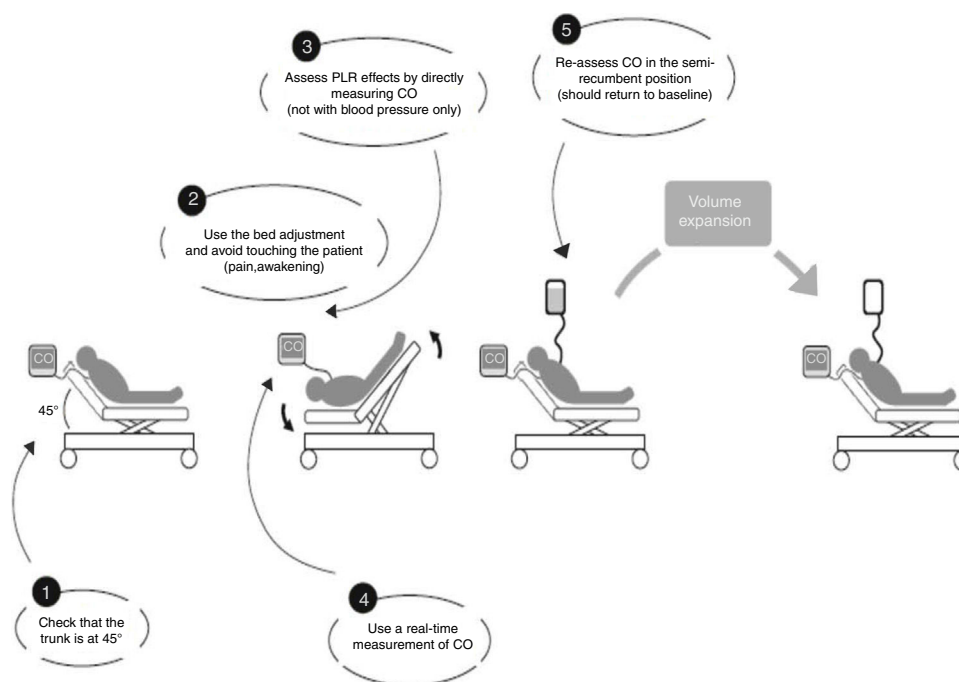 3
Assess PLR effects by directly
measuring CO
(not with blood pressure only)
5
Re-assess CO in the semi-
recumbent position
(should return to baseline)
2
Use the bed adjustment
and avoid touching the patient
(pain,awakening)
Volume
expansion
CO
CO
CO
CO
45°
1
Check that the
trunk is at 45°
4
Use a real-time
measurement of CO